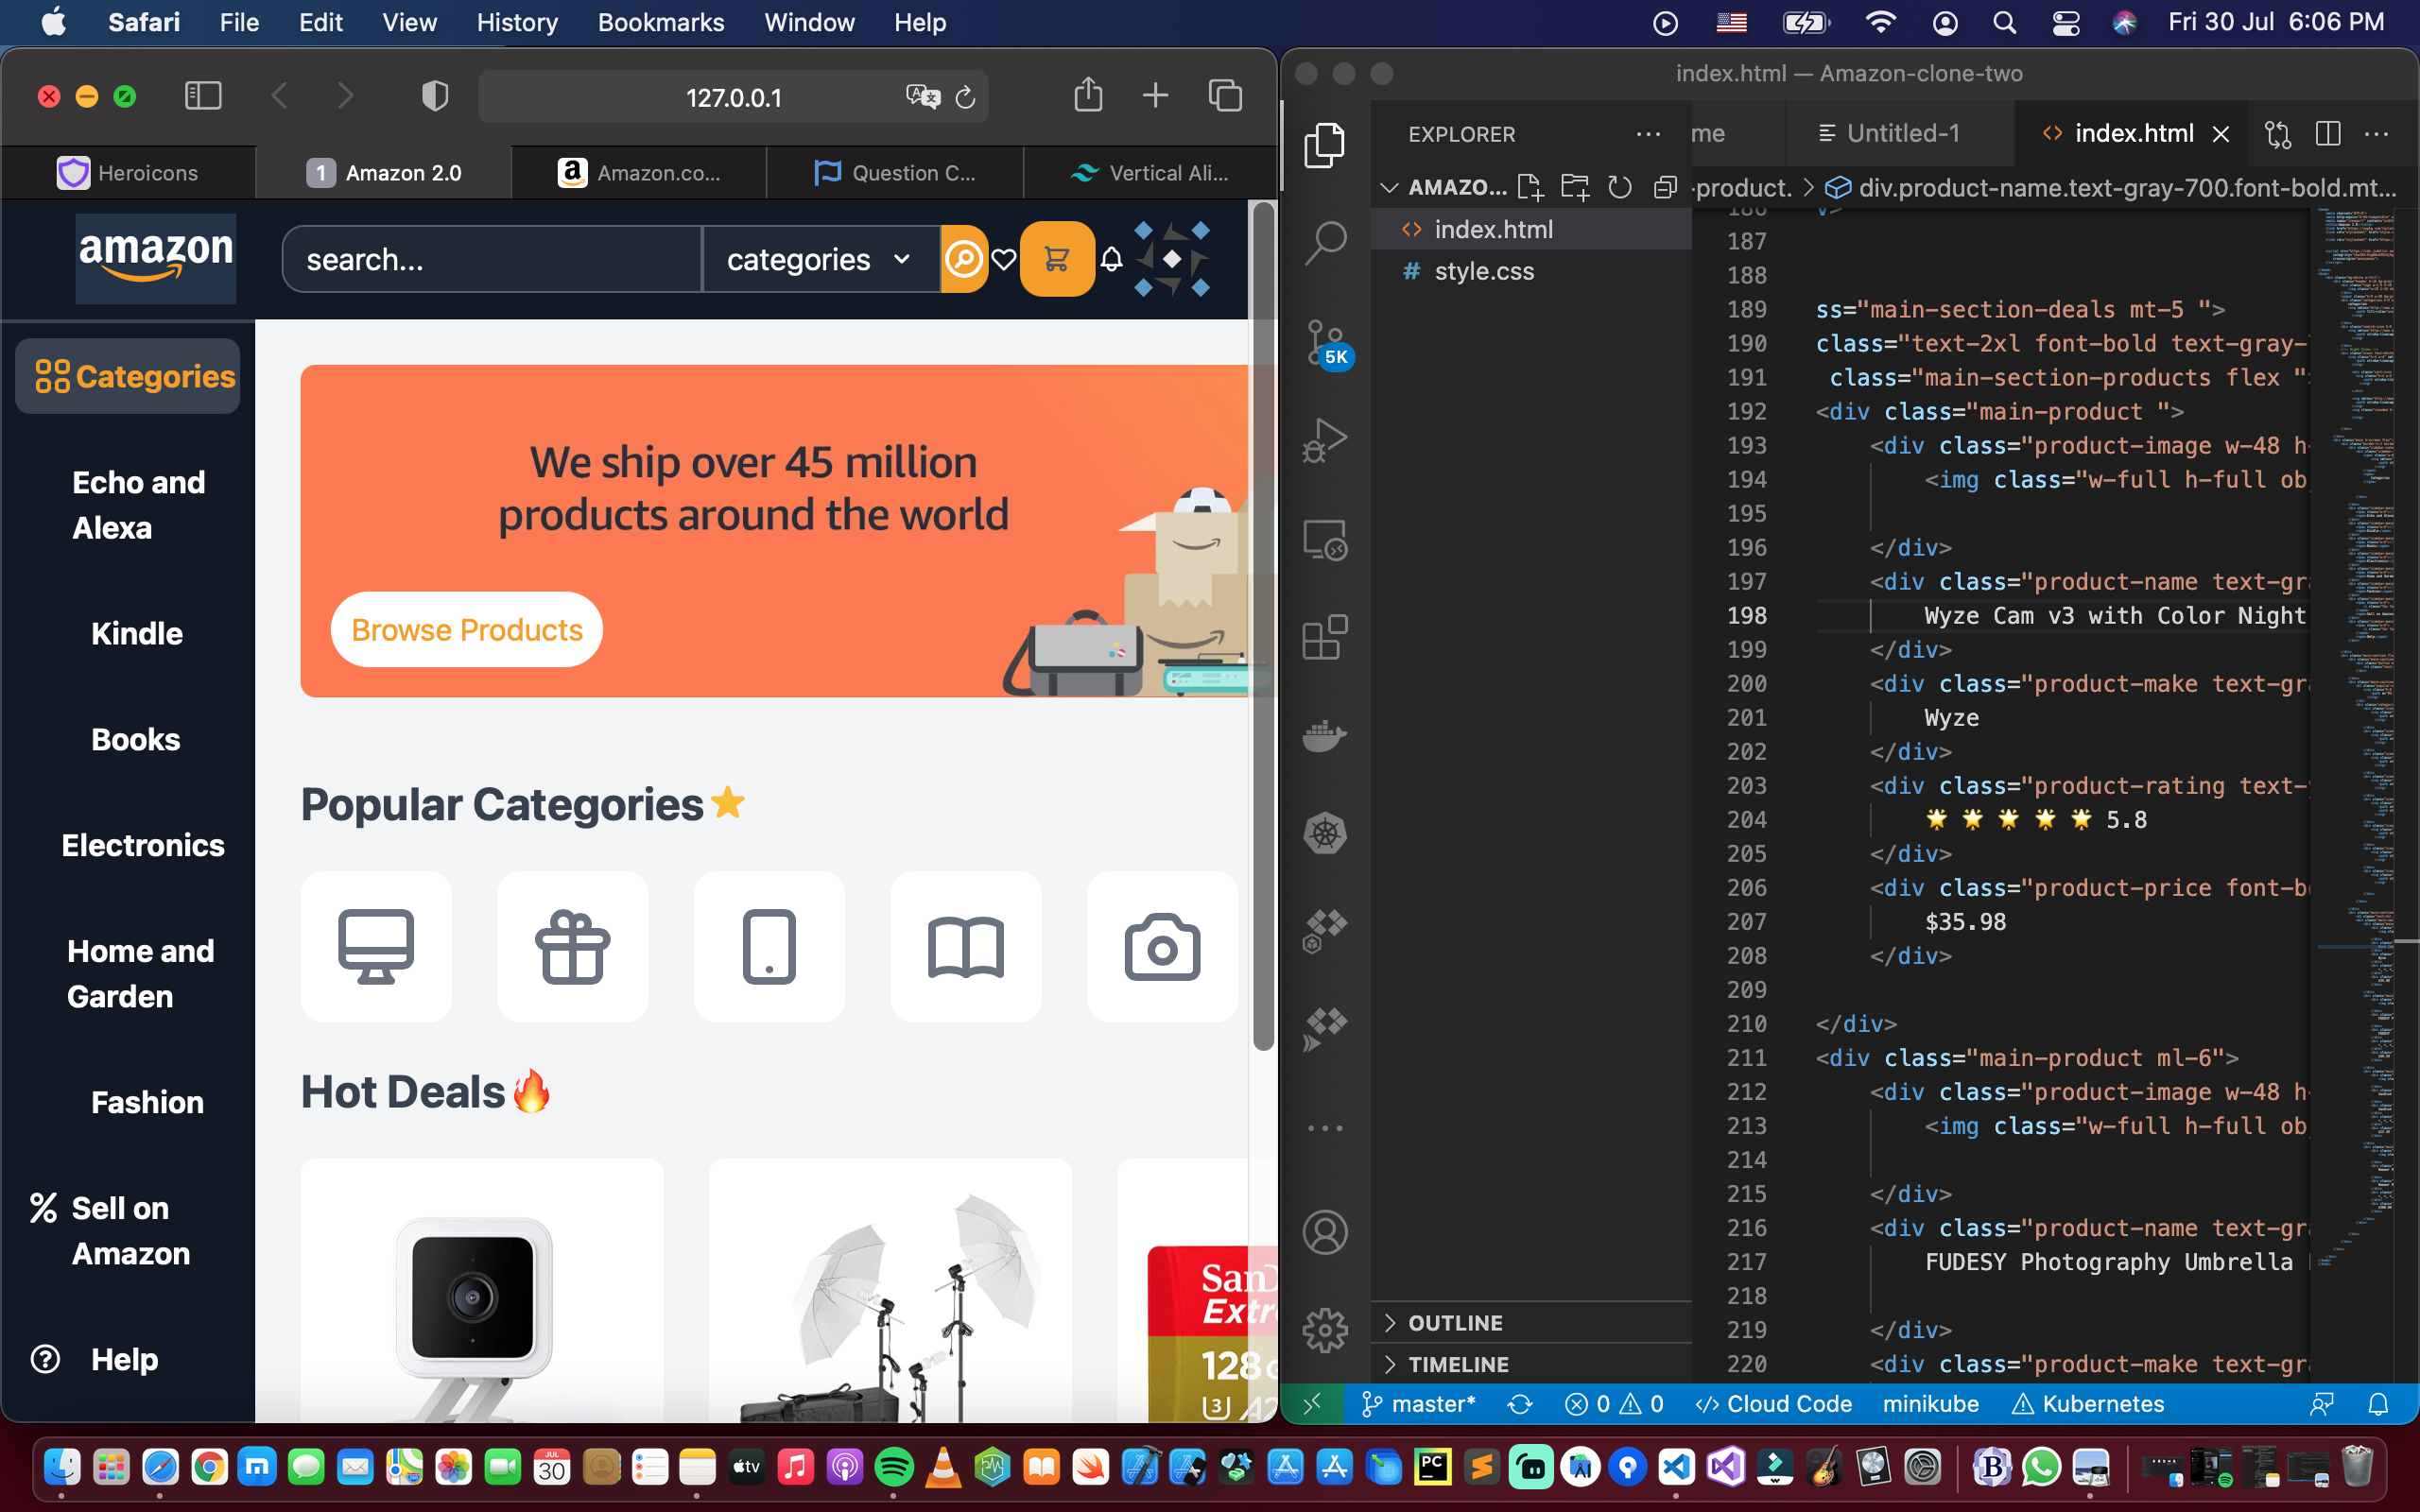 Safari File Edit View History Bookmarks Window Help Fri 30 Jul 6:06 PM
127.0.0.1
Heroicons 1 Amazon 2.0 Amazon.co... Question C... Vertical Ali...
amazon search... categories
Categories
Echo and
Alexa
Kindle
Books
Electronics
Home and
Garden
Fashion
% Sell on
Amazon
Help
We ship over 45 million
products around the world
Browse Products
Popular Categories⭐
Hot Deals🔥
SanD
Extre
128
U3 A2
index.html — Amazon-clone-two
EXPLORER ··· me Untitled-1 index.html
AMAZO... -product. > div.product-name.text-gray-700.font-bold.mt...
index.html
# style.css
5K
OUTLINE
TIMELINE
186 v>
187
188
189 ss="main-section-deals mt-5 ">
190 class="text-2xl font-bold text-gray-
191 class="main-section-products flex ">
192 <div class="main-product ">
193 <div class="product-image w-48 h-
194 <img class="w-full h-full ob
195
196 </div>
197 <div class="product-name text-gra
198 Wyze Cam v3 with Color Night
199 </div>
200 <div class="product-make text-gra
201 Wyze
202 </div>
203 <div class="product-rating text-y
204 🌟 🌟 🌟 🌟 🌟 5.8
205 </div>
206 <div class="product-price font-bo
207 $35.98
208 </div>
209
210 </div>
211 <div class="main-product ml-6">
212 <div class="product-image w-48 h-
213 <img class="w-full h-full ob
214
215 </div>
216 <div class="product-name text-gra
217 FUDESY Photography Umbrella
218
219 </div>
220 <div class="product-make text-gra
master* 0 0 Cloud Code minikube Kubernetes
JUL
30 tv PC B